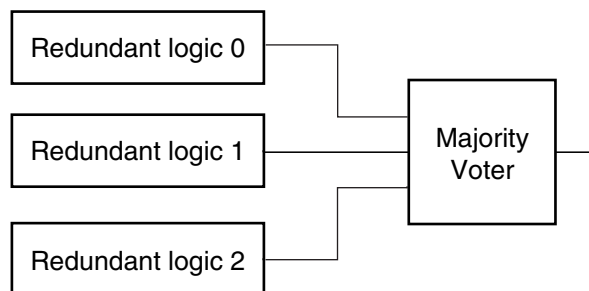 Redundant logic 0
Redundant logic 1
Majority
Voter
Redundant logic 2